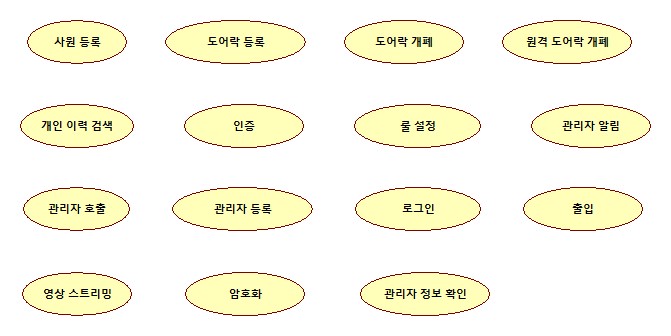 사원 등록
도어락 등록
도어락 개폐
원격 도어락 개폐
개인 이력 검색
인증
룰 설정
관리자 알림
관리자 호출
관리자 등록
로그인
출입
영상 스트리밍
암호화
관리자 정보 확인